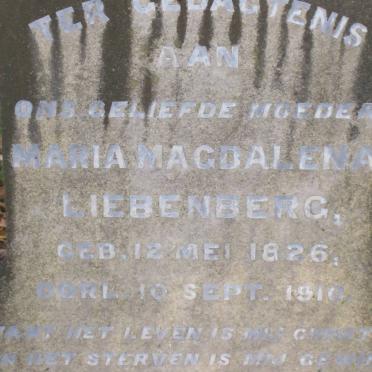 TER GEDACTENIS
AAN
ONS GELIEFDE MOEDER
MARIA MAGDALENA
LIEBENBERG,
GEB. 12 MEI 1826,
OORL. 10 SEPT. 1910.
WANT HET LEVEN IS MIJ CHRIST
EN HET STERVEN IS MIJ GEWIN